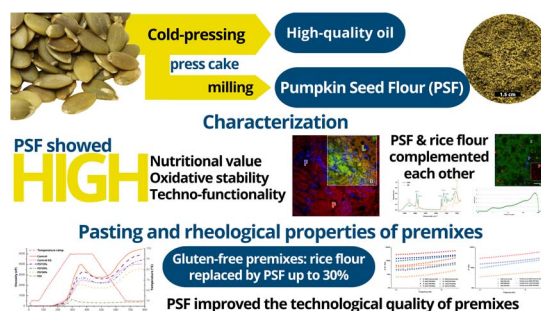 Cold-pressing
High-quality oil
press cake
milling
Pumpkin Seed Flour (PSF)
1.5 cm
Characterization
PSF showed
HIGH
Nutritional value
Oxidative stability
Techno-functionality
P
P
PSF & rice flour
complemented
each other
Pasting and rheological properties of premixes
Gluten-free premixes: rice flour
replaced by PSF up to 30%
PSF improved the technological quality of premixes